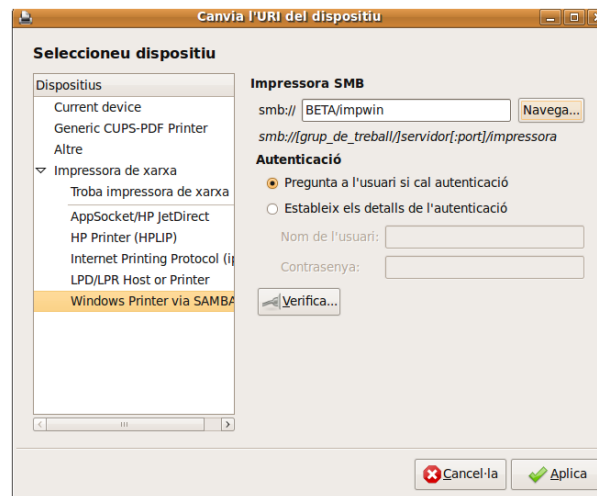 Canvia l'URI del dispositiu
Seleccioneu dispositiu
Dispositius
Current device
Generic CUPS-PDF Printer
Altre
Impressora de xarxa
Troba impressora de xarxa
AppSocket/HP JetDirect
HP Printer (HPLIP)
Internet Printing Protocol (ip
LPD/LPR Host or Printer
Windows Printer via SAMBA
Impressora SMB
smb:// BETA/impwin Navega...
smb://[grup_de_treball/]servidor[:port]/impressora
Autenticació
Pregunta a l'usuari si cal autenticació
Estableix els detalls de l'autenticació
Nom de l'usuari:
Contrasenya:
Verifica...
Cancel·la Aplica